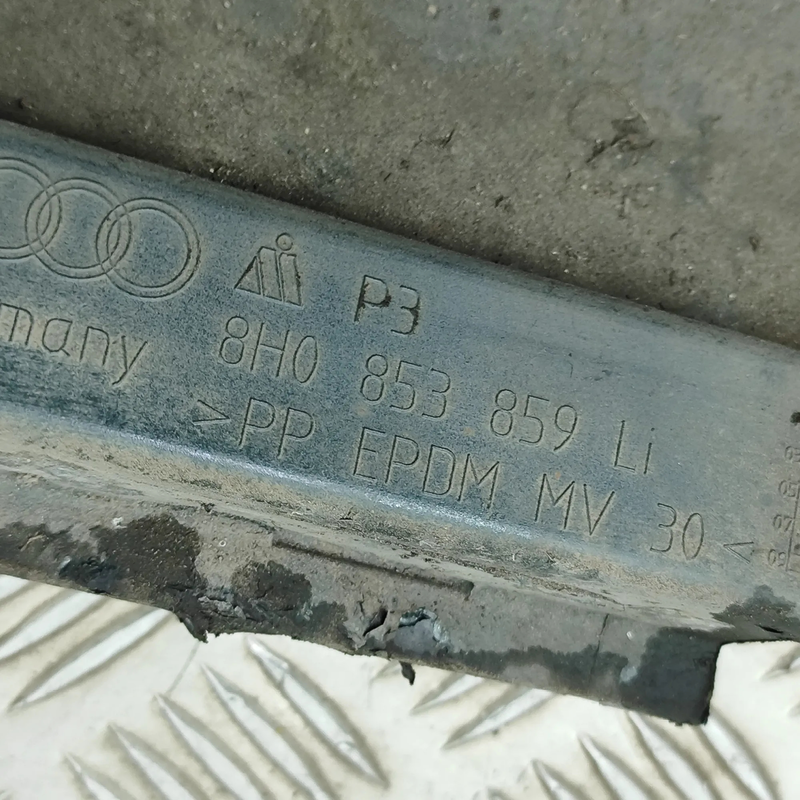 P3
many 8H0 853 859 Li
>PP EPDM MV 30<